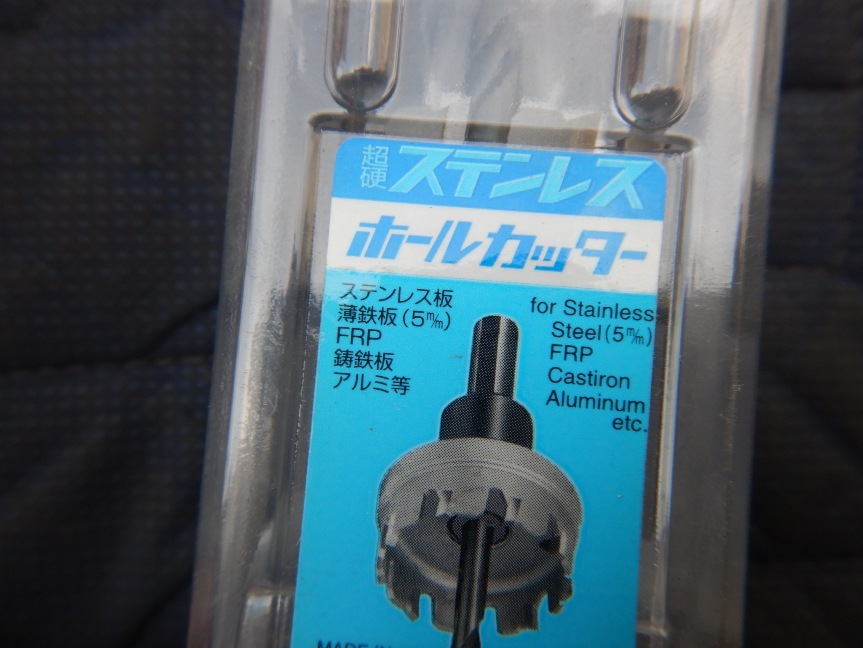 超硬 ステンレス
ホールカッター
ステンレス板
薄鉄板(5㎜)
FRP
鋳鉄板
アルミ等
for Stainless
Steel(5㎜)
FRP
Castiron
Aluminum
etc.
MADE IN